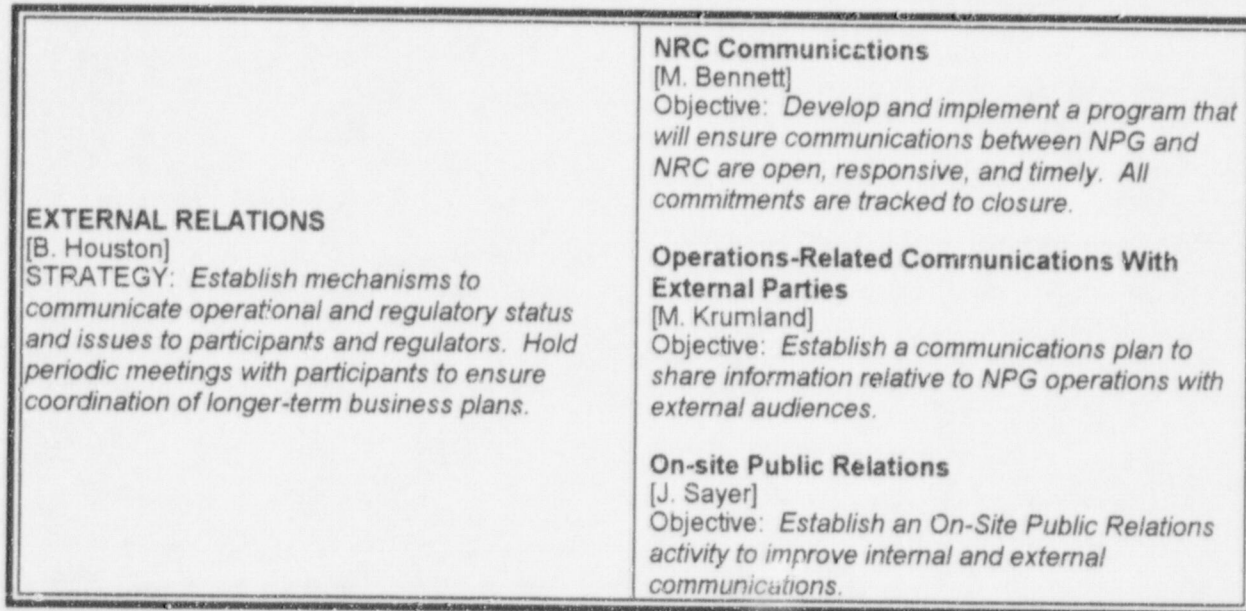 EXTERNAL RELATIONS
[B. Houston]
STRATEGY: Establish mechanisms to
communicate operational and regulatory status
and issues to participants and regulators. Hold
periodic meetings with participants to ensure
coordination of longer-term business plans.
NRC Communications
[M. Bennett]
Objective: Develop and implement a program that
will ensure communications between NPG and
NRC are open, responsive, and timely. All
commitments are tracked to closure.
Operations-Related Communications With
External Parties
[M. Krumland]
Objective: Establish a communications plan to
share information relative to NPG operations with
external audiences.
On-site Public Relations
[J. Sayer]
Objective: Establish an On-Site Public Relations
activity to improve internal and external
communications.